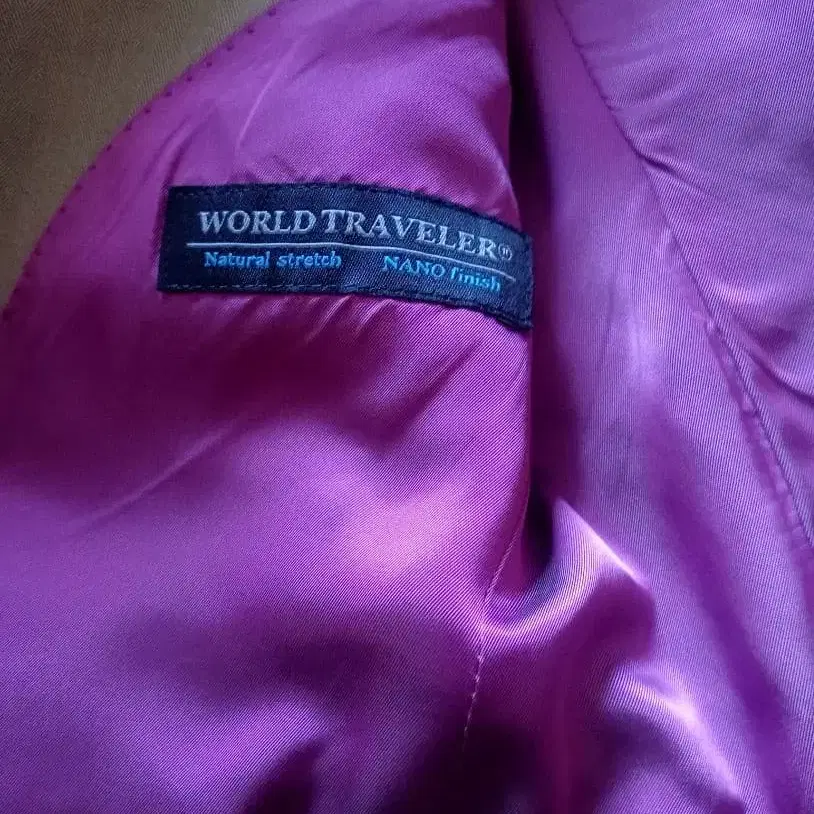 WORLD TRAVELER®
Natural stretch NANO finish